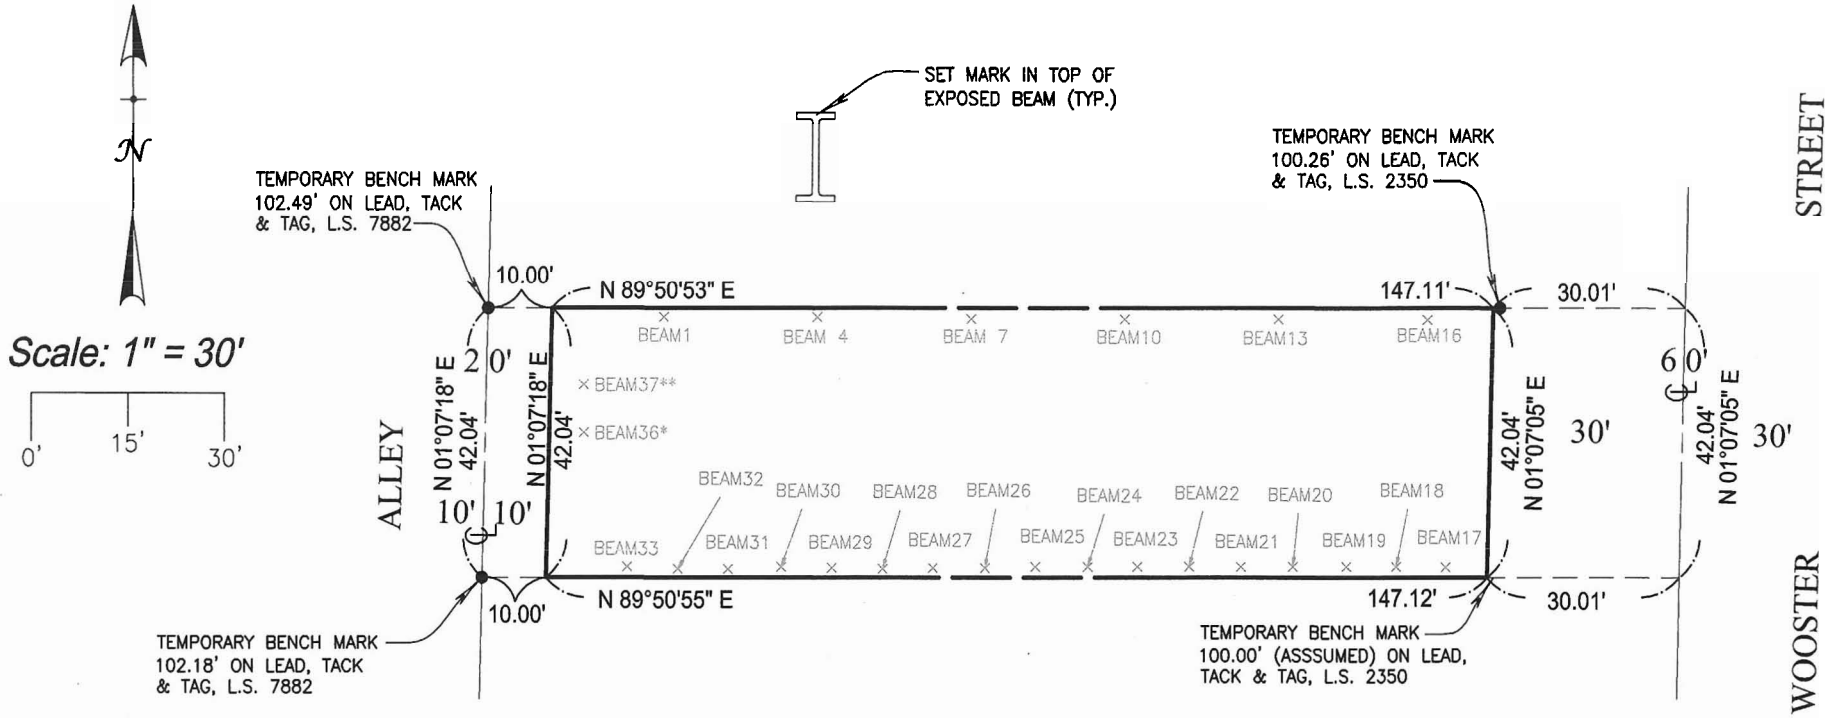 N
Scale: 1" = 30'
0'
15'
30'
SET MARK IN TOP OF
EXPOSED BEAM (TYP.)
TEMPORARY BENCH MARK
102.49' ON LEAD, TACK
& TAG, L.S. 7882
TEMPORARY BENCH MARK
100.26' ON LEAD, TACK
& TAG, L.S. 2350
STREET
10.00'
N 89°50'53" E
147.11'
30.01'
BEAM1
BEAM 4
BEAM 7
BEAM10
BEAM13
BEAM16
20'
60'
BEAM37**
BEAM36*
ALLEY
N 01°07'18" E
42.04'
N 01°07'18" E
42.04'
42.04'
N 01°07'05" E
30'
42.04'
N 01°07'05" E
30'
10'
10'
CL
CL
BEAM32
BEAM30
BEAM28
BEAM26
BEAM24
BEAM22
BEAM20
BEAM18
BEAM33
BEAM31
BEAM29
BEAM27
BEAM25
BEAM23
BEAM21
BEAM19
BEAM17
10.00'
N 89°50'55" E
147.12'
30.01'
TEMPORARY BENCH MARK
102.18' ON LEAD, TACK
& TAG, L.S. 7882
TEMPORARY BENCH MARK
100.00' (ASSSUMED) ON LEAD,
TACK & TAG, L.S. 2350
WOOSTER